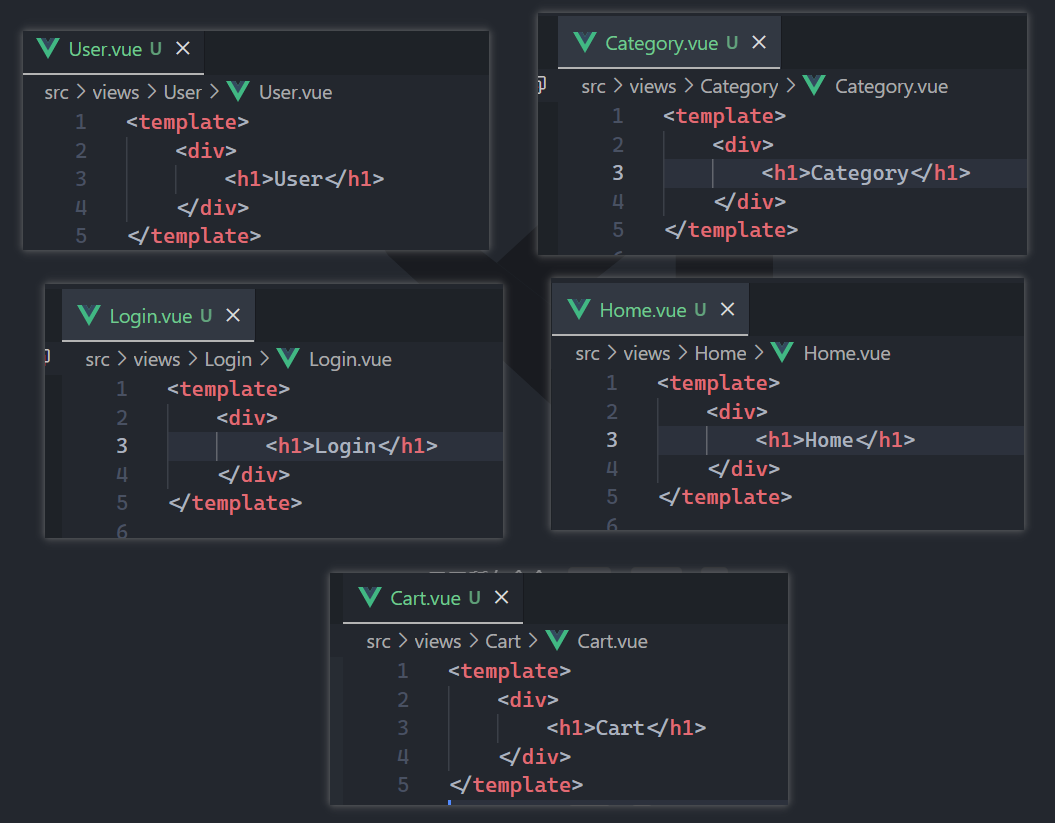 User.vue U ×
src > views > User > User.vue
1 <template>
2 <div>
3 <h1>User</h1>
4 </div>
5 </template>
Category.vue U ×
src > views > Category > Category.vue
1 <template>
2 <div>
3 <h1>Category</h1>
4 </div>
5 </template>
Login.vue U ×
src > views > Login > Login.vue
1 <template>
2 <div>
3 <h1>Login</h1>
4 </div>
5 </template>
6
Home.vue U ×
src > views > Home > Home.vue
1 <template>
2 <div>
3 <h1>Home</h1>
4 </div>
5 </template>
6
Cart.vue U ×
src > views > Cart > Cart.vue
1 <template>
2 <div>
3 <h1>Cart</h1>
4 </div>
5 </template>